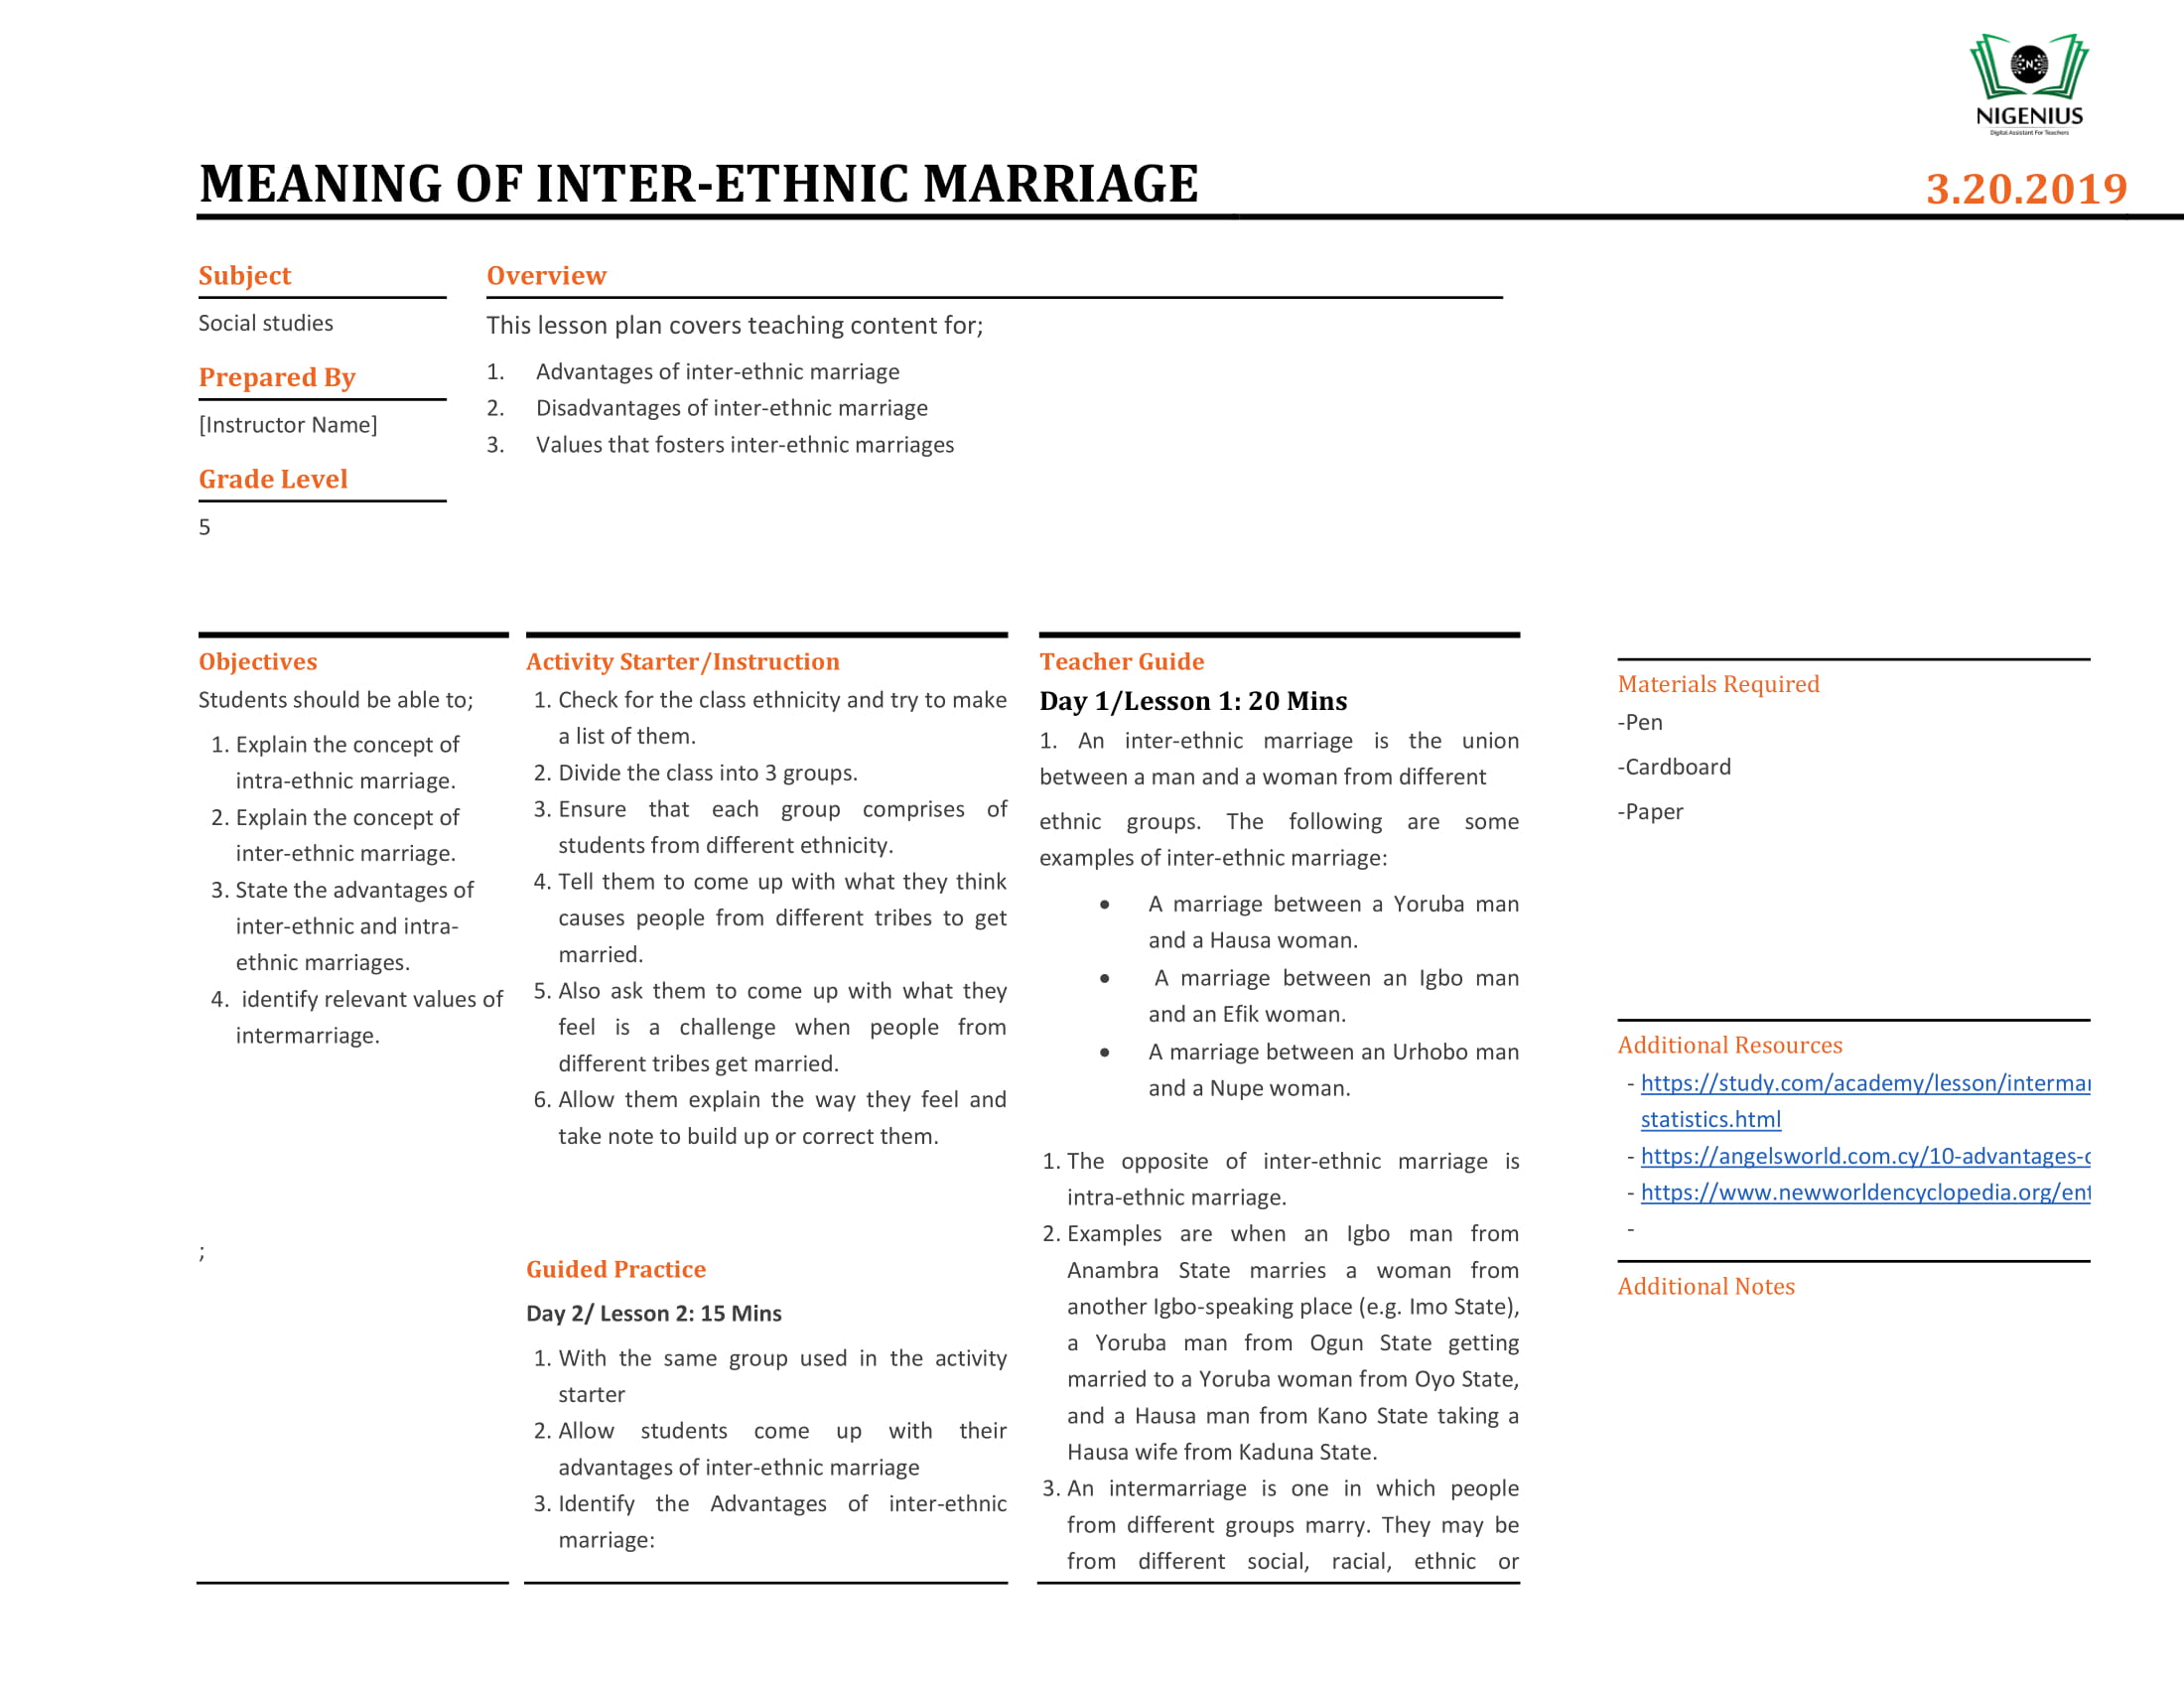 NIGENIUS
Digital Assistant For Teachers
MEANING OF INTER-ETHNIC MARRIAGE
3.20.2019
Subject
Social studies
Prepared By
[Instructor Name]
Grade Level
5
Overview
This lesson plan covers teaching content for;
1. Advantages of inter-ethnic marriage
2. Disadvantages of inter-ethnic marriage
3. Values that fosters inter-ethnic marriages
Objectives
Students should be able to;
1. Explain the concept of
intra-ethnic marriage.
2. Explain the concept of
inter-ethnic marriage.
3. State the advantages of
inter-ethnic and intra-
ethnic marriages.
4. identify relevant values of
intermarriage.
;
Activity Starter/Instruction
1. Check for the class ethnicity and try to make
a list of them.
2. Divide the class into 3 groups.
3. Ensure that each group comprises of
students from different ethnicity.
4. Tell them to come up with what they think
causes people from different tribes to get
married.
5. Also ask them to come up with what they
feel is a challenge when people from
different tribes get married.
6. Allow them explain the way they feel and
take note to build up or correct them.
Guided Practice
Day 2/ Lesson 2: 15 Mins
1. With the same group used in the activity
starter
2. Allow students come up with their
advantages of inter-ethnic marriage
3. Identify the Advantages of inter-ethnic
marriage:
Teacher Guide
Day 1/Lesson 1: 20 Mins
1. An inter-ethnic marriage is the union
between a man and a woman from different
ethnic groups. The following are some
examples of inter-ethnic marriage:
• A marriage between a Yoruba man
and a Hausa woman.
• A marriage between an Igbo man
and an Efik woman.
• A marriage between an Urhobo man
and a Nupe woman.
1. The opposite of inter-ethnic marriage is
intra-ethnic marriage.
2. Examples are when an Igbo man from
Anambra State marries a woman from
another Igbo-speaking place (e.g. Imo State),
a Yoruba man from Ogun State getting
married to a Yoruba woman from Oyo State,
and a Hausa man from Kano State taking a
Hausa wife from Kaduna State.
3. An intermarriage is one in which people
from different groups marry. They may be
from different social, racial, ethnic or
Materials Required
-Pen
-Cardboard
-Paper
Additional Resources
- https://study.com/academy/lesson/intermar
statistics.html
- https://angelsworld.com.cy/10-advantages-
- https://www.newworldencyclopedia.org/ent
-
Additional Notes